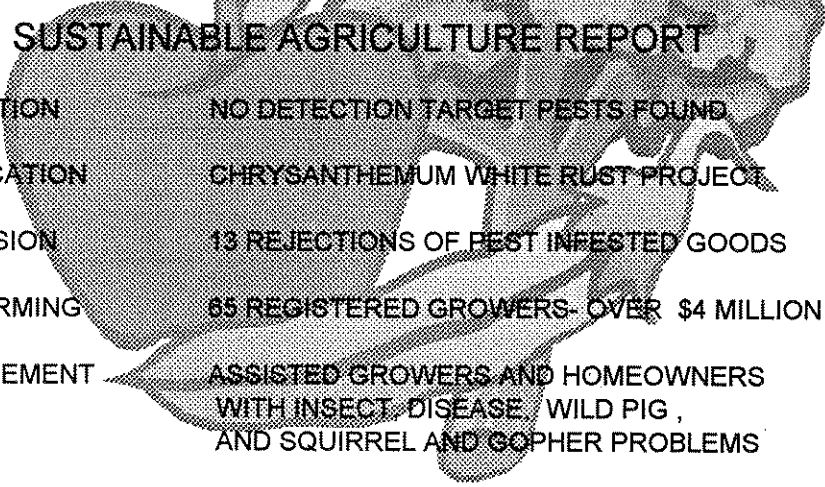 SUSTAINABLE AGRICULTURE REPORT
TION NO DETECTION TARGET PESTS FOUND
CATION CHRYSANTHEMUM WHITE RUST PROJECT
SION 13 REJECTIONS OF PEST INFESTED GOODS
RMING 65 REGISTERED GROWERS- OVER $4 MILLION
EMENT ASSISTED GROWERS AND HOMEOWNERS
WITH INSECT, DISEASE, WILD PIG ,
AND SQUIRREL AND GOPHER PROBLEMS